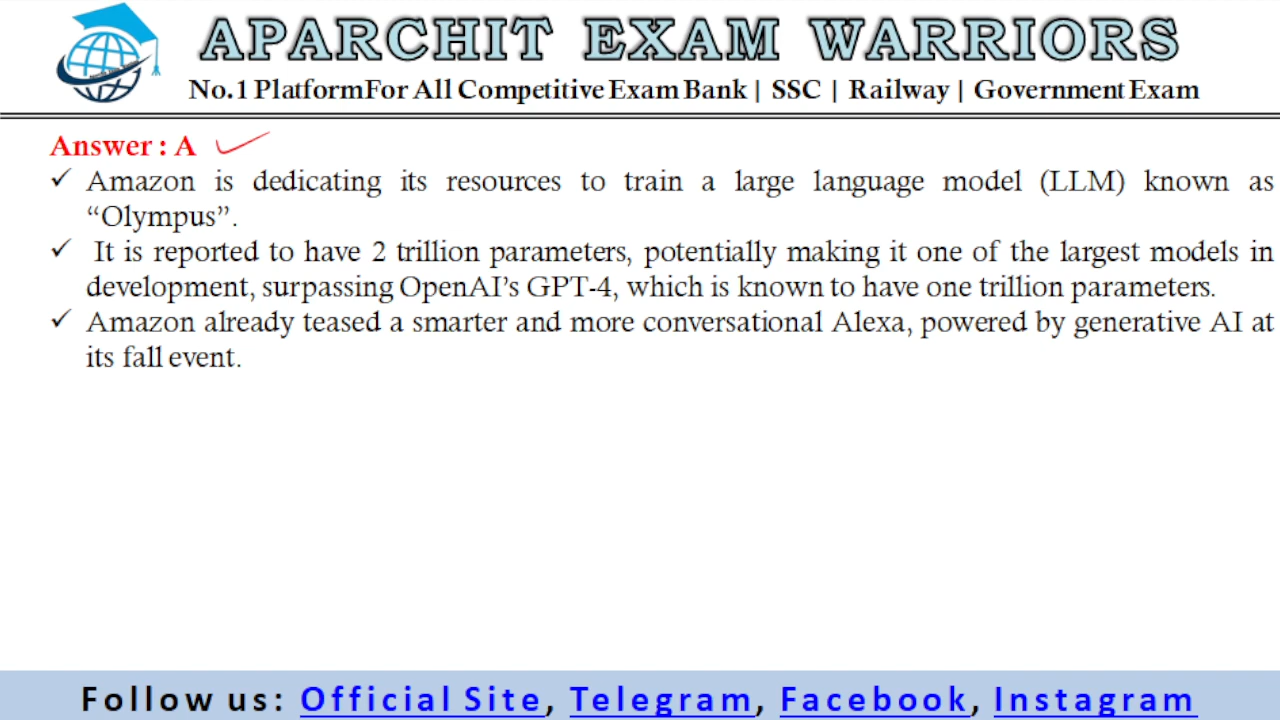 APARCHIT EXAM WARRIORS
No.1 PlatformFor All Competitive Exam Bank | SSC | Railway | Government Exam
Answer : A
✓ Amazon is dedicating its resources to train a large language model (LLM) known as
“Olympus”.
✓ It is reported to have 2 trillion parameters, potentially making it one of the largest models in
development, surpassing OpenAI’s GPT-4, which is known to have one trillion parameters.
✓ Amazon already teased a smarter and more conversational Alexa, powered by generative AI at
its fall event.
Follow us: Official Site, Telegram, Facebook, Instagram